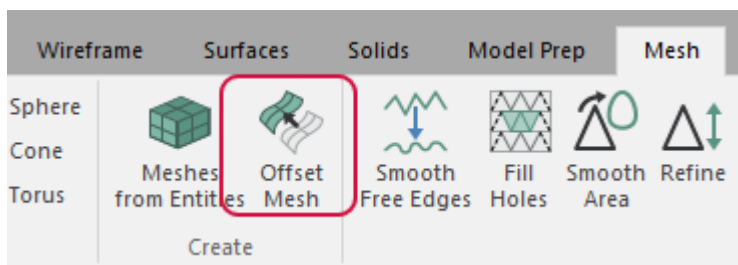 Wireframe Surfaces Solids Model Prep Mesh
Sphere
Cone
Torus
Meshes
from Entities
Offset
Mesh
Smooth
Free Edges
Fill
Holes
Smooth
Area
Refine
Create